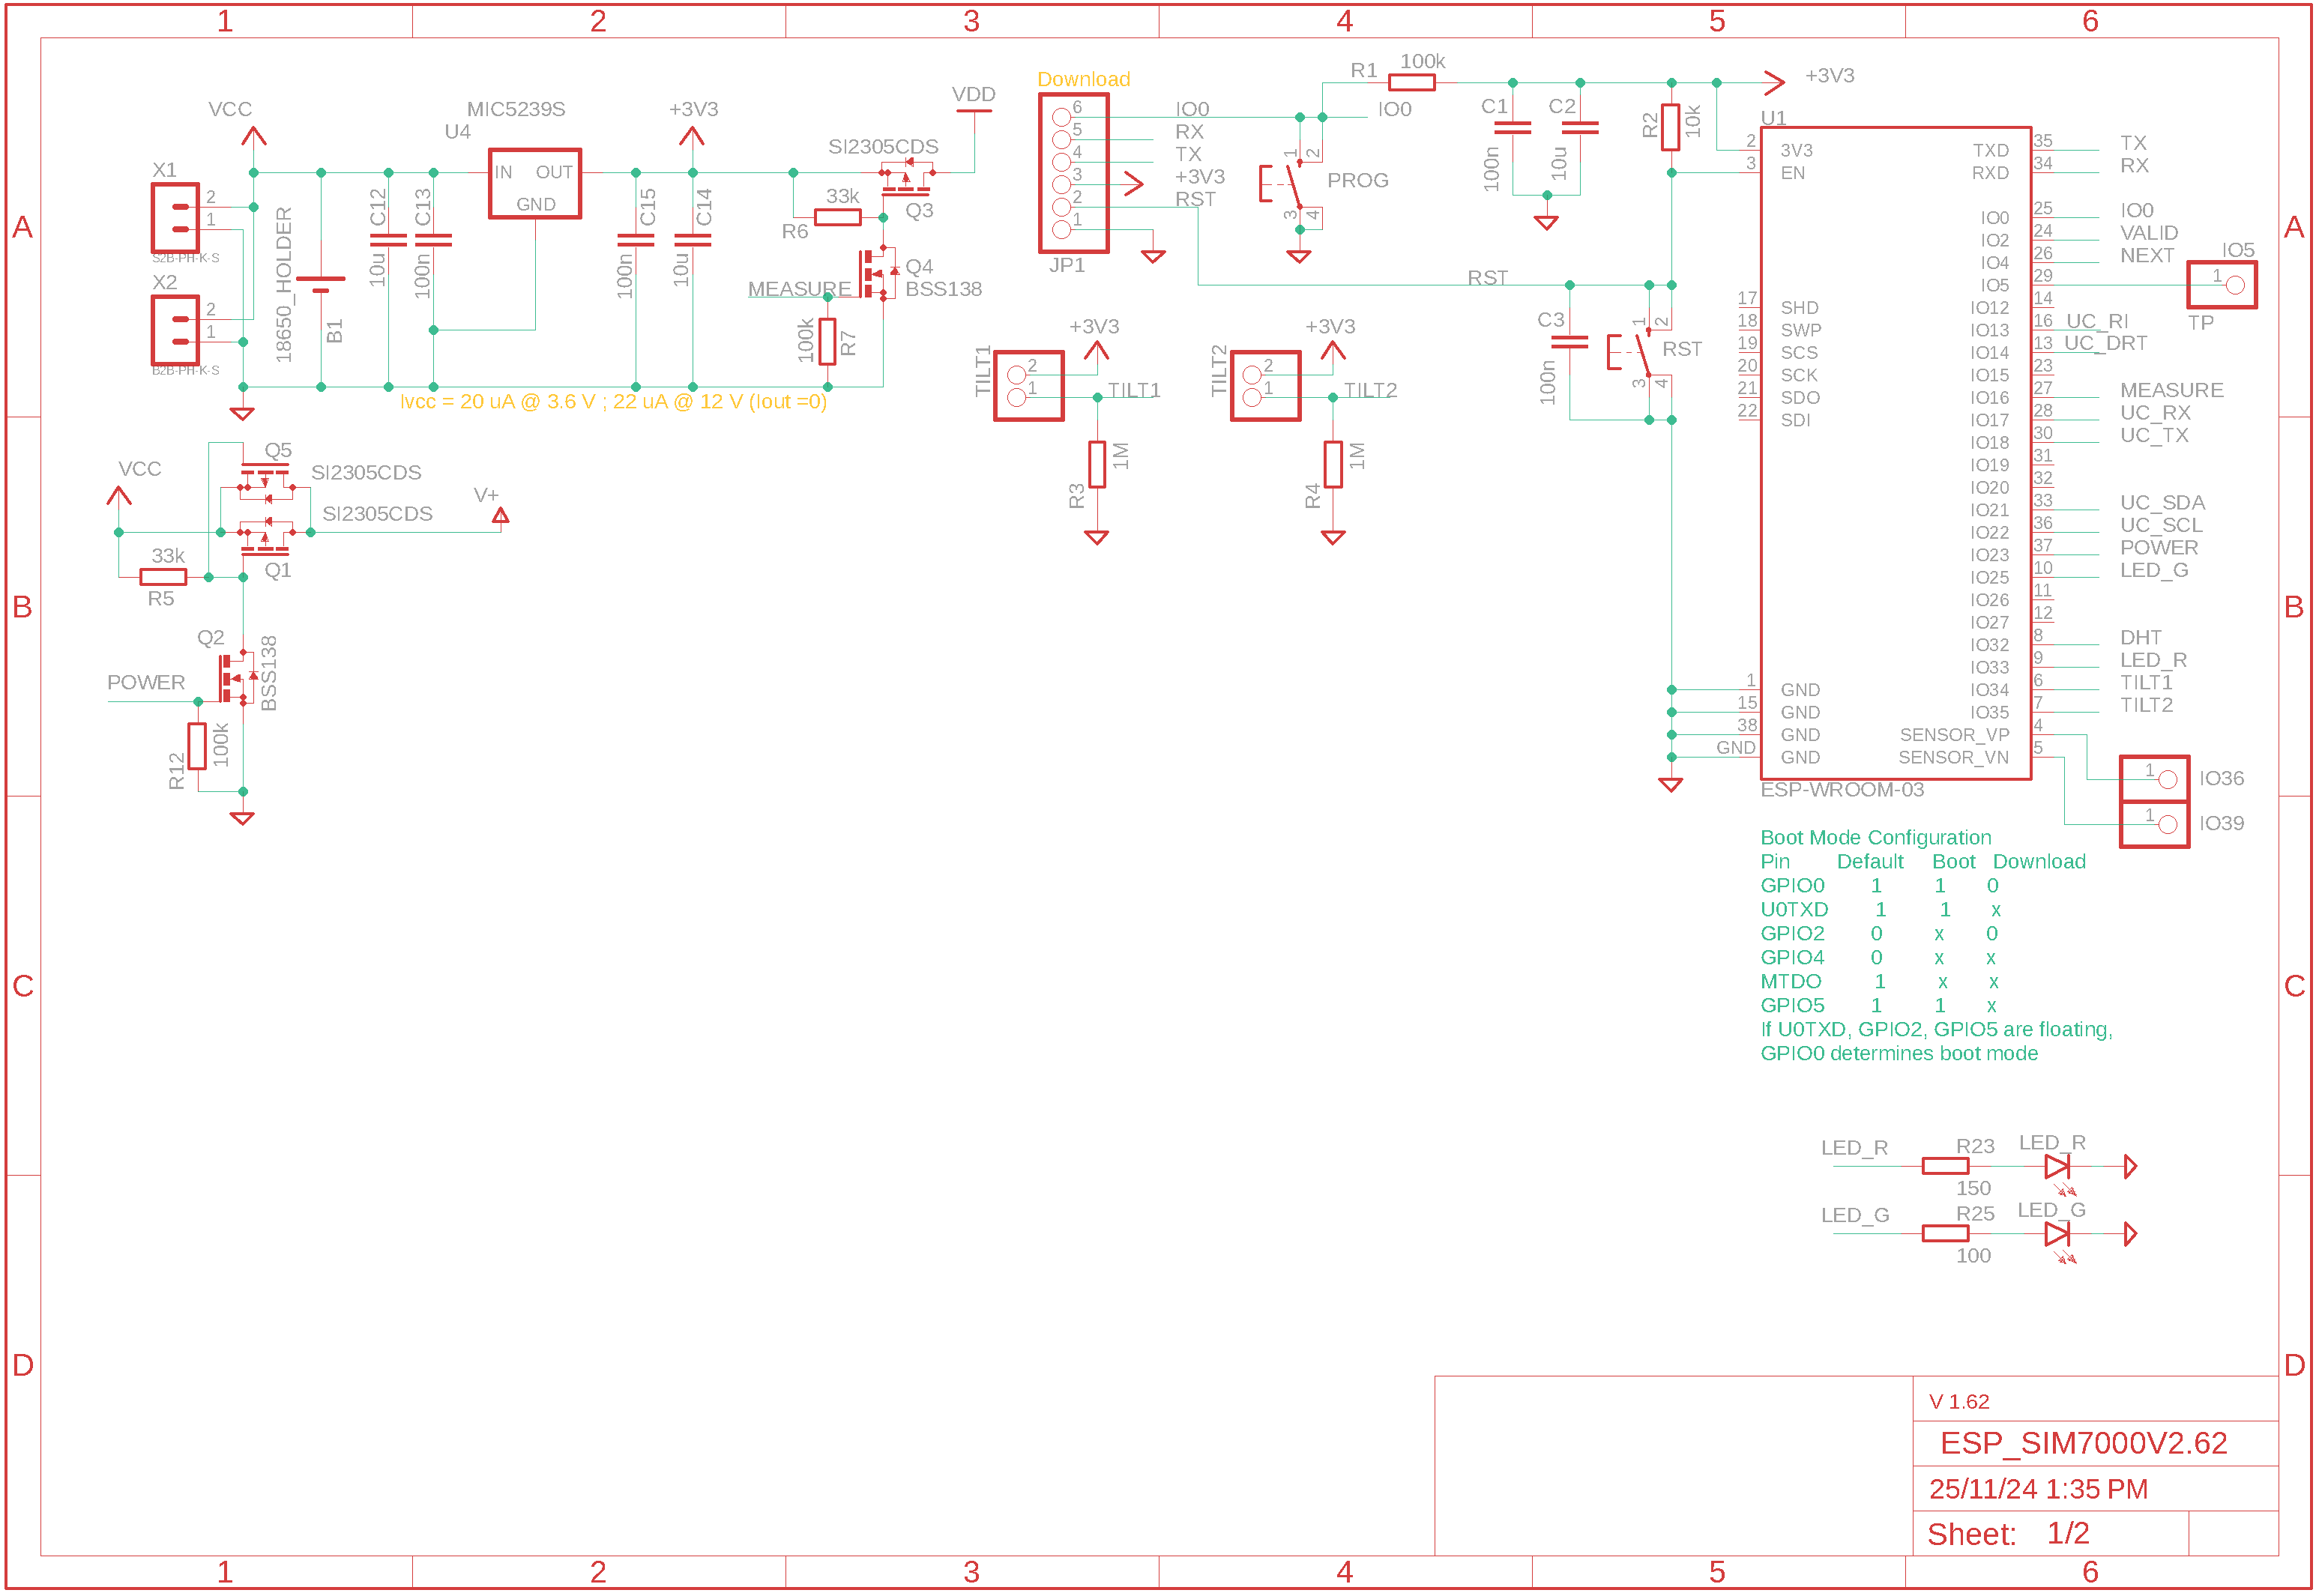 1 2 3 4 5 6
A A
B B
C C
D D
1 2 3 4 5 6
VCC
X1
2
1
S2B-PH-K-S
X2
2
1
B2B-PH-K-S
18650_HOLDER
B1
C12
10u
C13
100n
MIC5239S
U4
IN OUT
GND
+3V3
C15
100n
C14
10u
Ivcc = 20 uA @ 3.6 V ; 22 uA @ 12 V (Iout =0)
VDD
SI2305CDS
Q3
33k
R6
Q4
BSS138
MEASURE
100k
R7
Download
6
5
4
3
2
1
JP1
IO0
RX
TX
+3V3
RST
R1
100k
IO0
1
2
PROG
3
4
C1
100n
C2
10u
R2
10k
+3V3
RST
C3
100n
1
2
RST
3
4
TILT1
2
1
+3V3
TILT1
1M
R3
TILT2
2
1
+3V3
TILT2
1M
R4
VCC
Q5
SI2305CDS
SI2305CDS
V+
33k
R5
Q1
Q2
BSS138
POWER
R12
100k
U1
2 3V3
3 EN
17 SHD
18 SWP
19 SCS
20 SCK
21 SDO
22 SDI
1 GND
15 GND
38 GND
GND GND
TXD 35 TX
RXD 34 RX
IO0 25 IO0
IO2 24 VALID
IO4 26 NEXT
IO5 29
IO12 14
IO13 16 UC_RI
IO14 13 UC_DRT
IO15 23
IO16 27 MEASURE
IO17 28 UC_RX
IO18 30 UC_TX
IO19 31
IO20 32
IO21 33 UC_SDA
IO22 36 UC_SCL
IO23 37 POWER
IO25 10 LED_G
IO26 11
IO27 12
IO32 8 DHT
IO33 9 LED_R
IO34 6 TILT1
IO35 7 TILT2
SENSOR_VP 4
SENSOR_VN 5
ESP-WROOM-03
IO5
1
TP
1 IO36
1 IO39
Boot Mode Configuration
Pin Default Boot Download
GPIO0 1 1 0
U0TXD 1 1 x
GPIO2 0 x 0
GPIO4 0 x x
MTDO 1 x x
GPIO5 1 1 x
If U0TXD, GPIO2, GPIO5 are floating,
GPIO0 determines boot mode
LED_R R23 LED_R
150
LED_G R25 LED_G
100
V 1.62
ESP_SIM7000V2.62
25/11/24 1:35 PM
Sheet: 1/2